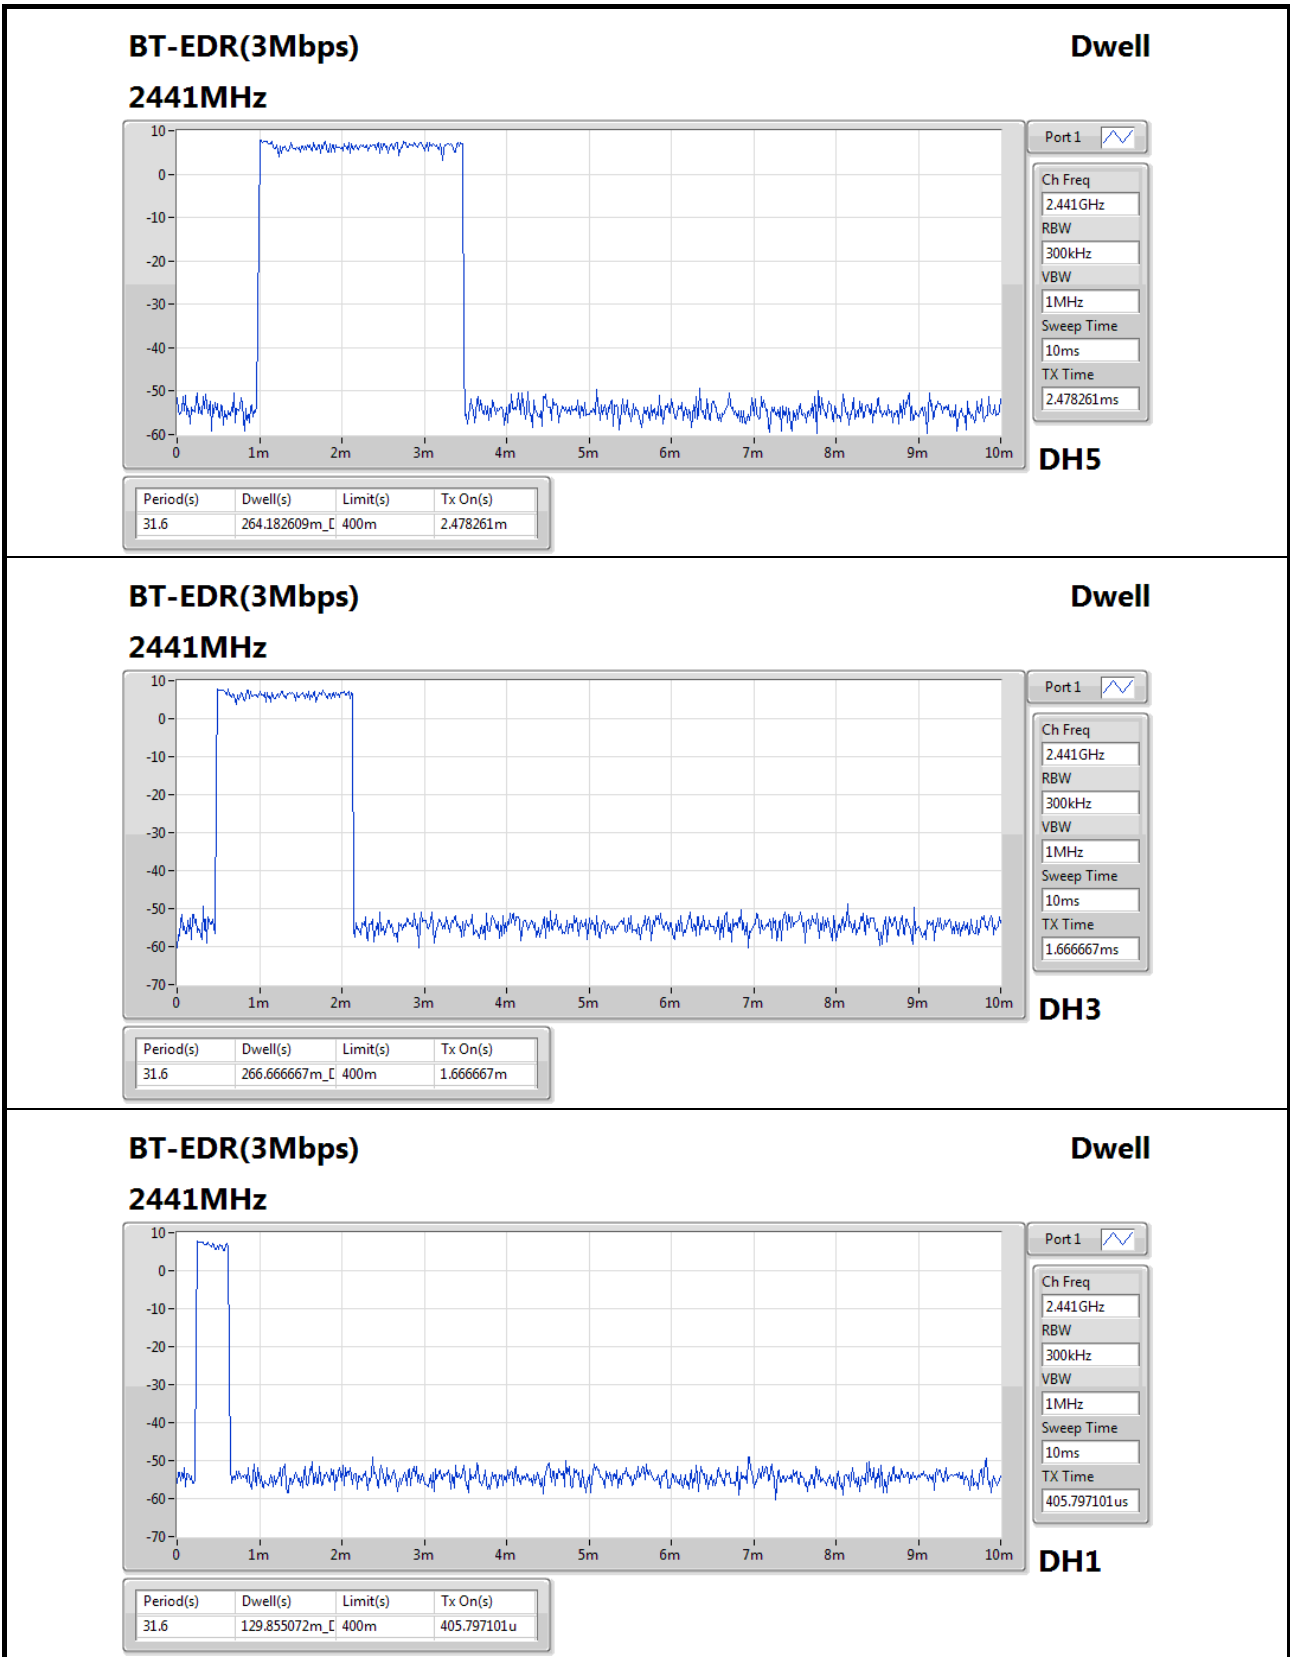 BT-EDR(3Mbps) Dwell
2441MHz
Port 1
10
0
-10
-20
-30
-40
-50
-60
0 1m 2m 3m 4m 5m 6m 7m 8m 9m 10m
Ch Freq
2.441GHz
RBW
300kHz
VBW
1MHz
Sweep Time
10ms
TX Time
2.478261ms
DH5
Period(s) Dwell(s) Limit(s) Tx On(s)
31.6 264.182609m_ 400m 2.478261m
BT-EDR(3Mbps) Dwell
2441MHz
Port 1
10
0
-10
-20
-30
-40
-50
-60
-70
0 1m 2m 3m 4m 5m 6m 7m 8m 9m 10m
Ch Freq
2.441GHz
RBW
300kHz
VBW
1MHz
Sweep Time
10ms
TX Time
1.666667ms
DH3
Period(s) Dwell(s) Limit(s) Tx On(s)
31.6 266.666667m_ 400m 1.666667m
BT-EDR(3Mbps) Dwell
2441MHz
Port 1
10
0
-10
-20
-30
-40
-50
-60
-70
0 1m 2m 3m 4m 5m 6m 7m 8m 9m 10m
Ch Freq
2.441GHz
RBW
300kHz
VBW
1MHz
Sweep Time
10ms
TX Time
405.797101us
DH1
Period(s) Dwell(s) Limit(s) Tx On(s)
31.6 129.855072m_ 400m 405.797101u